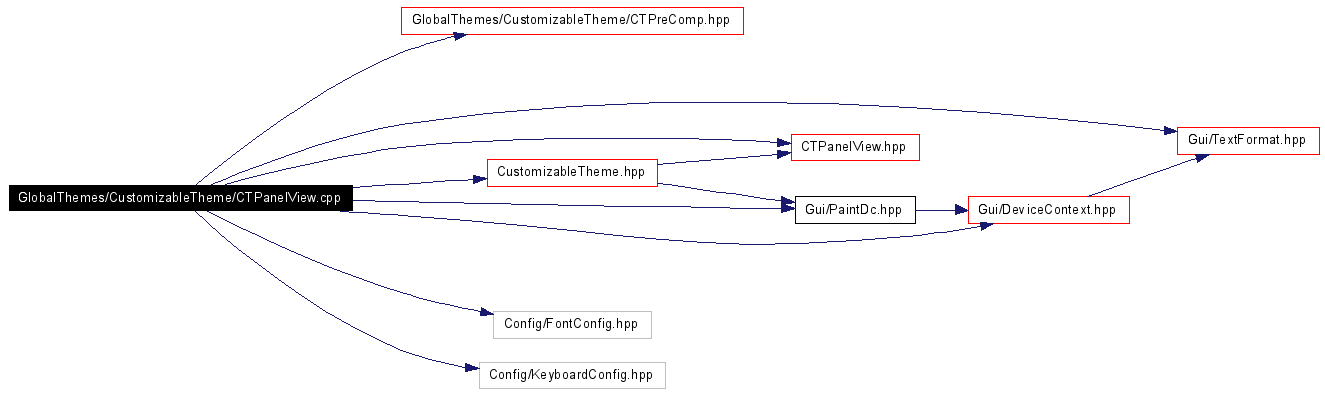 GlobalThemes/CustomizableTheme/CTPreComp.hpp
Gui/TextFormat.hpp
CTPanelView.hpp
CustomizableTheme.hpp
GlobalThemes/CustomizableTheme/CTPanelView.cpp
Gui/PaintDc.hpp
Gui/DeviceContext.hpp
Config/FontConfig.hpp
Config/KeyboardConfig.hpp